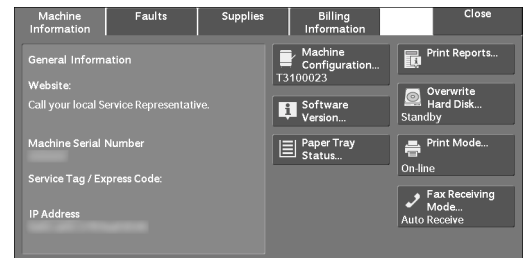 Machine
Information
Faults
Supplies
Billing
Information
Close
General Information
Website:
Call your local Service Representative.
Machine Serial Number
Service Tag / Express Code:
IP Address
Machine
Configuration...
T3100023
Software
Version...
Paper Tray
Status...
Print Reports...
Overwrite
Hard Disk...
Standby
Print Mode...
On-line
Fax Receiving
Mode...
Auto Receive